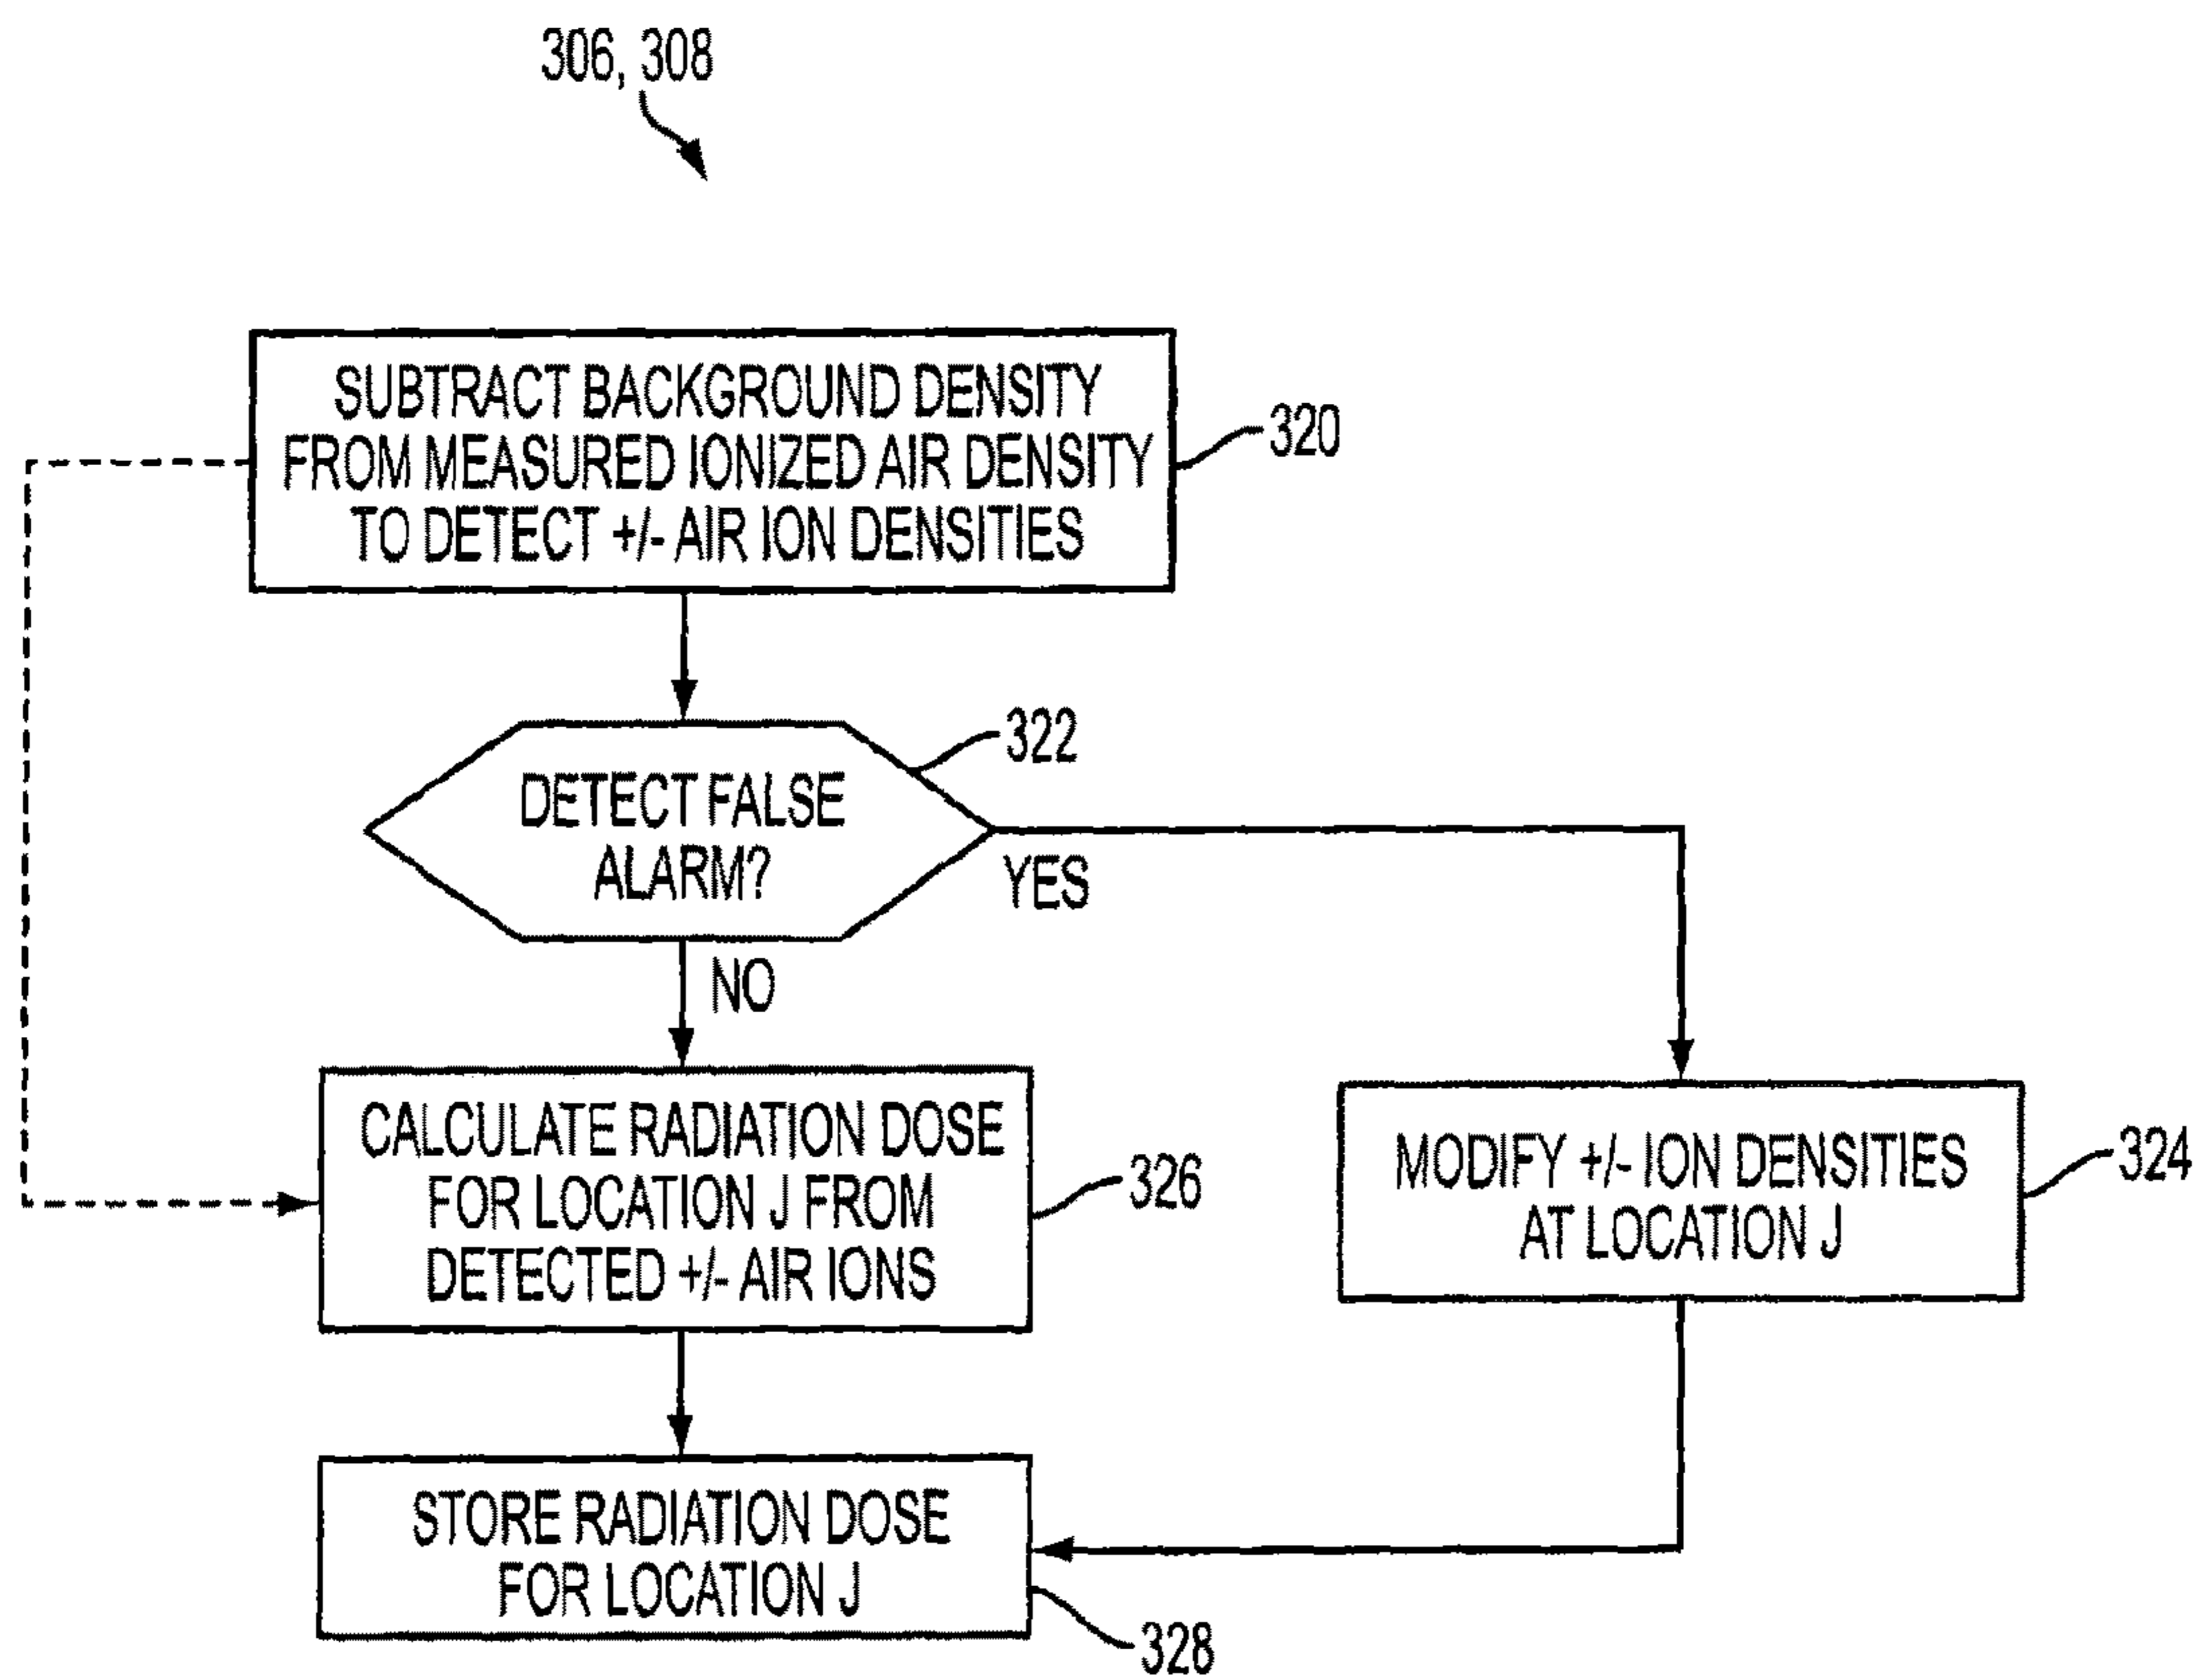 306, 308
SUBTRACT BACKGROUND DENSITY
FROM MEASURED IONIZED AIR DENSITY
TO DETECT +/- AIR ION DENSITIES
320
322
DETECT FALSE
ALARM?
YES
NO
CALCULATE RADIATION DOSE
FOR LOCATION J FROM
DETECTED +/- AIR IONS
326
MODIFY +/- ION DENSITIES
AT LOCATION J
324
STORE RADIATION DOSE
FOR LOCATION J
328